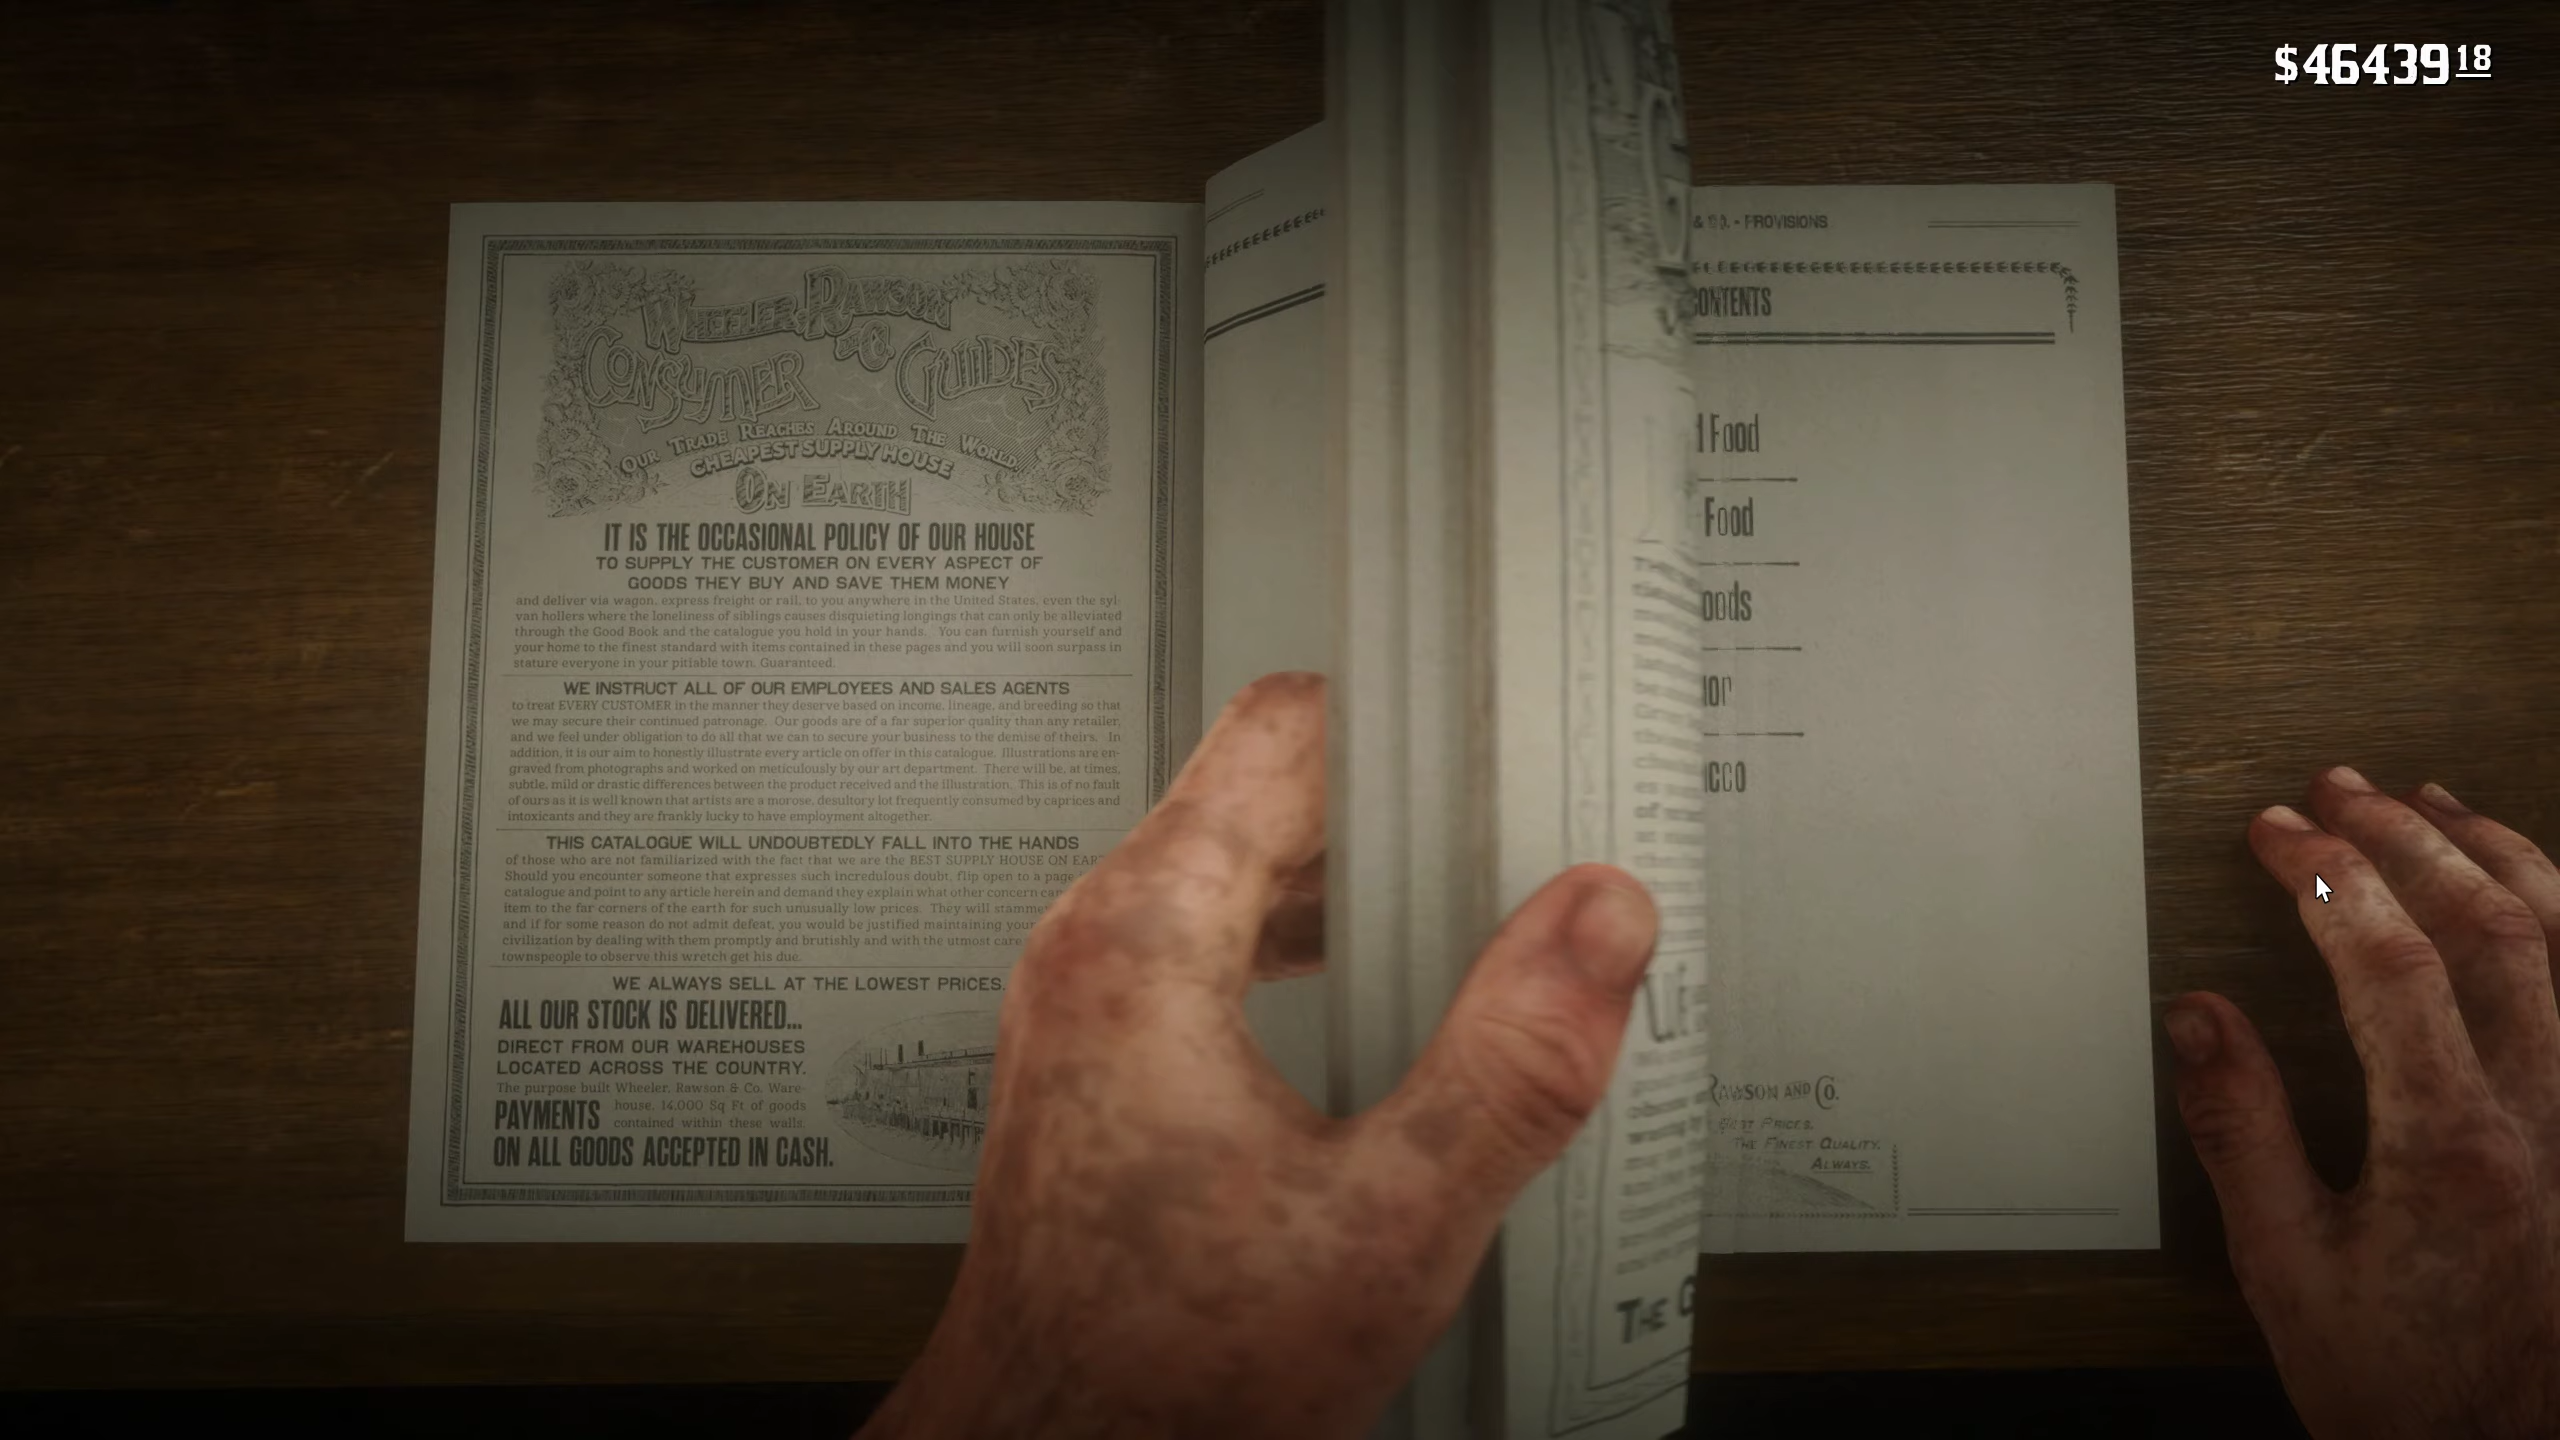 $46439 18
WHEELER, RAWSON
AND CO.
CONSUMER GUIDES
OUR TRADE REACHES AROUND THE WORLD.
CHEAPEST SUPPLY HOUSE
ON EARTH
IT IS THE OCCASIONAL POLICY OF OUR HOUSE
TO SUPPLY THE CUSTOMER ON EVERY ASPECT OF
GOODS THEY BUY AND SAVE THEM MONEY
and deliver via wagon, express freight or rail, to you anywhere in the United States, even the syl-
van hollers where the loneliness of siblings causes disquieting longings that can only be alleviated
through the Good Book and the catalogue you hold in your hands. You can furnish yourself and
your home to the finest standard with items contained in these pages and you will soon surpass in
stature everyone in your pitiable town. Guaranteed.
WE INSTRUCT ALL OF OUR EMPLOYEES AND SALES AGENTS
to treat EVERY CUSTOMER in the manner they deserve based on income, lineage, and breeding so that
we may secure their continued patronage. Our goods are of a far superior quality than any retailer,
and we feel under obligation to do all that we can to secure your business to the demise of theirs. In
addition, it is our aim to honestly illustrate every article on offer in this catalogue. Illustrations are en-
graved from photographs and worked on meticulously by our art department. There will be, at times,
subtle, mild or drastic differences between the product received and the illustration. This is of no fault
of ours as it is well known that artists are a morose, desultory lot frequently consumed by caprices and
intoxicants and they are frankly lucky to have employment altogether.
THIS CATALOGUE WILL UNDOUBTEDLY FALL INTO THE HANDS
of those who are not familiarized with the fact that we are the BEST SUPPLY HOUSE ON
Should you encounter someone that expresses such incredulous doubt, flip open to a page
catalogue and point to any article herein and demand they explain what other concern
item to the far corners of the earth for such unusually low prices. They will
and if for some reason do not admit defeat, you would be justified maintaining
civilization by dealing with them promptly and brutishly and with the utmost care
townspeople to observe this wretch get his due.
WE ALWAYS SELL AT THE LOWEST PRICES.
ALL OUR STOCK IS DELIVERED...
DIRECT FROM OUR WAREHOUSES
LOCATED ACROSS THE COUNTRY.
The purpose built Wheeler, Rawson & Co. Ware-
house. 14,000 Sq Ft of goods
contained within these walls.
PAYMENTS
ON ALL GOODS ACCEPTED IN CASH.
& CO. - PROVISIONS
CONTENTS
Food
Food
RAWSON AND CO.
PRICES.
THE FINEST QUALITY.
ALWAYS.
THE